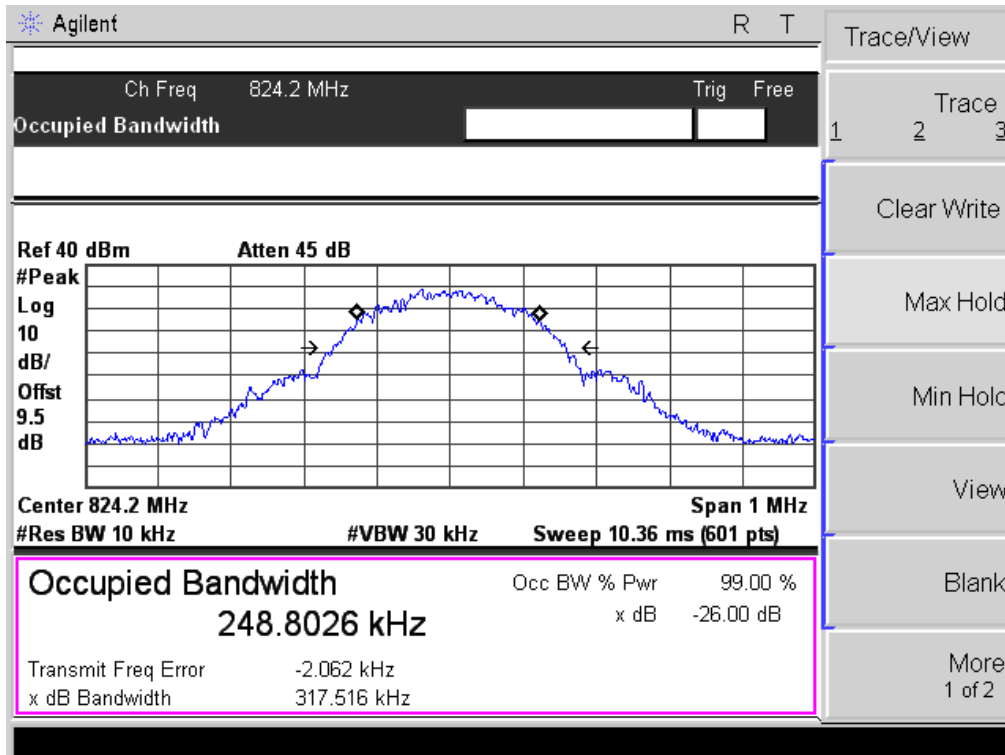 Agilent R T
Ch Freq 824.2 MHz Trig Free
Occupied Bandwidth
Ref 40 dBm Atten 45 dB
#Peak
Log
10
dB/
Offst
9.5
dB
Center 824.2 MHz Span 1 MHz
#Res BW 10 kHz #VBW 30 kHz Sweep 10.36 ms (601 pts)
Occupied Bandwidth Occ BW % Pwr 99.00 %
248.8026 kHz x dB -26.00 dB
Transmit Freq Error -2.062 kHz
x dB Bandwidth 317.516 kHz
Trace/View
Trace
1 2 3
Clear Write
Max Hold
Min Hold
View
Blank
More
1 of 2